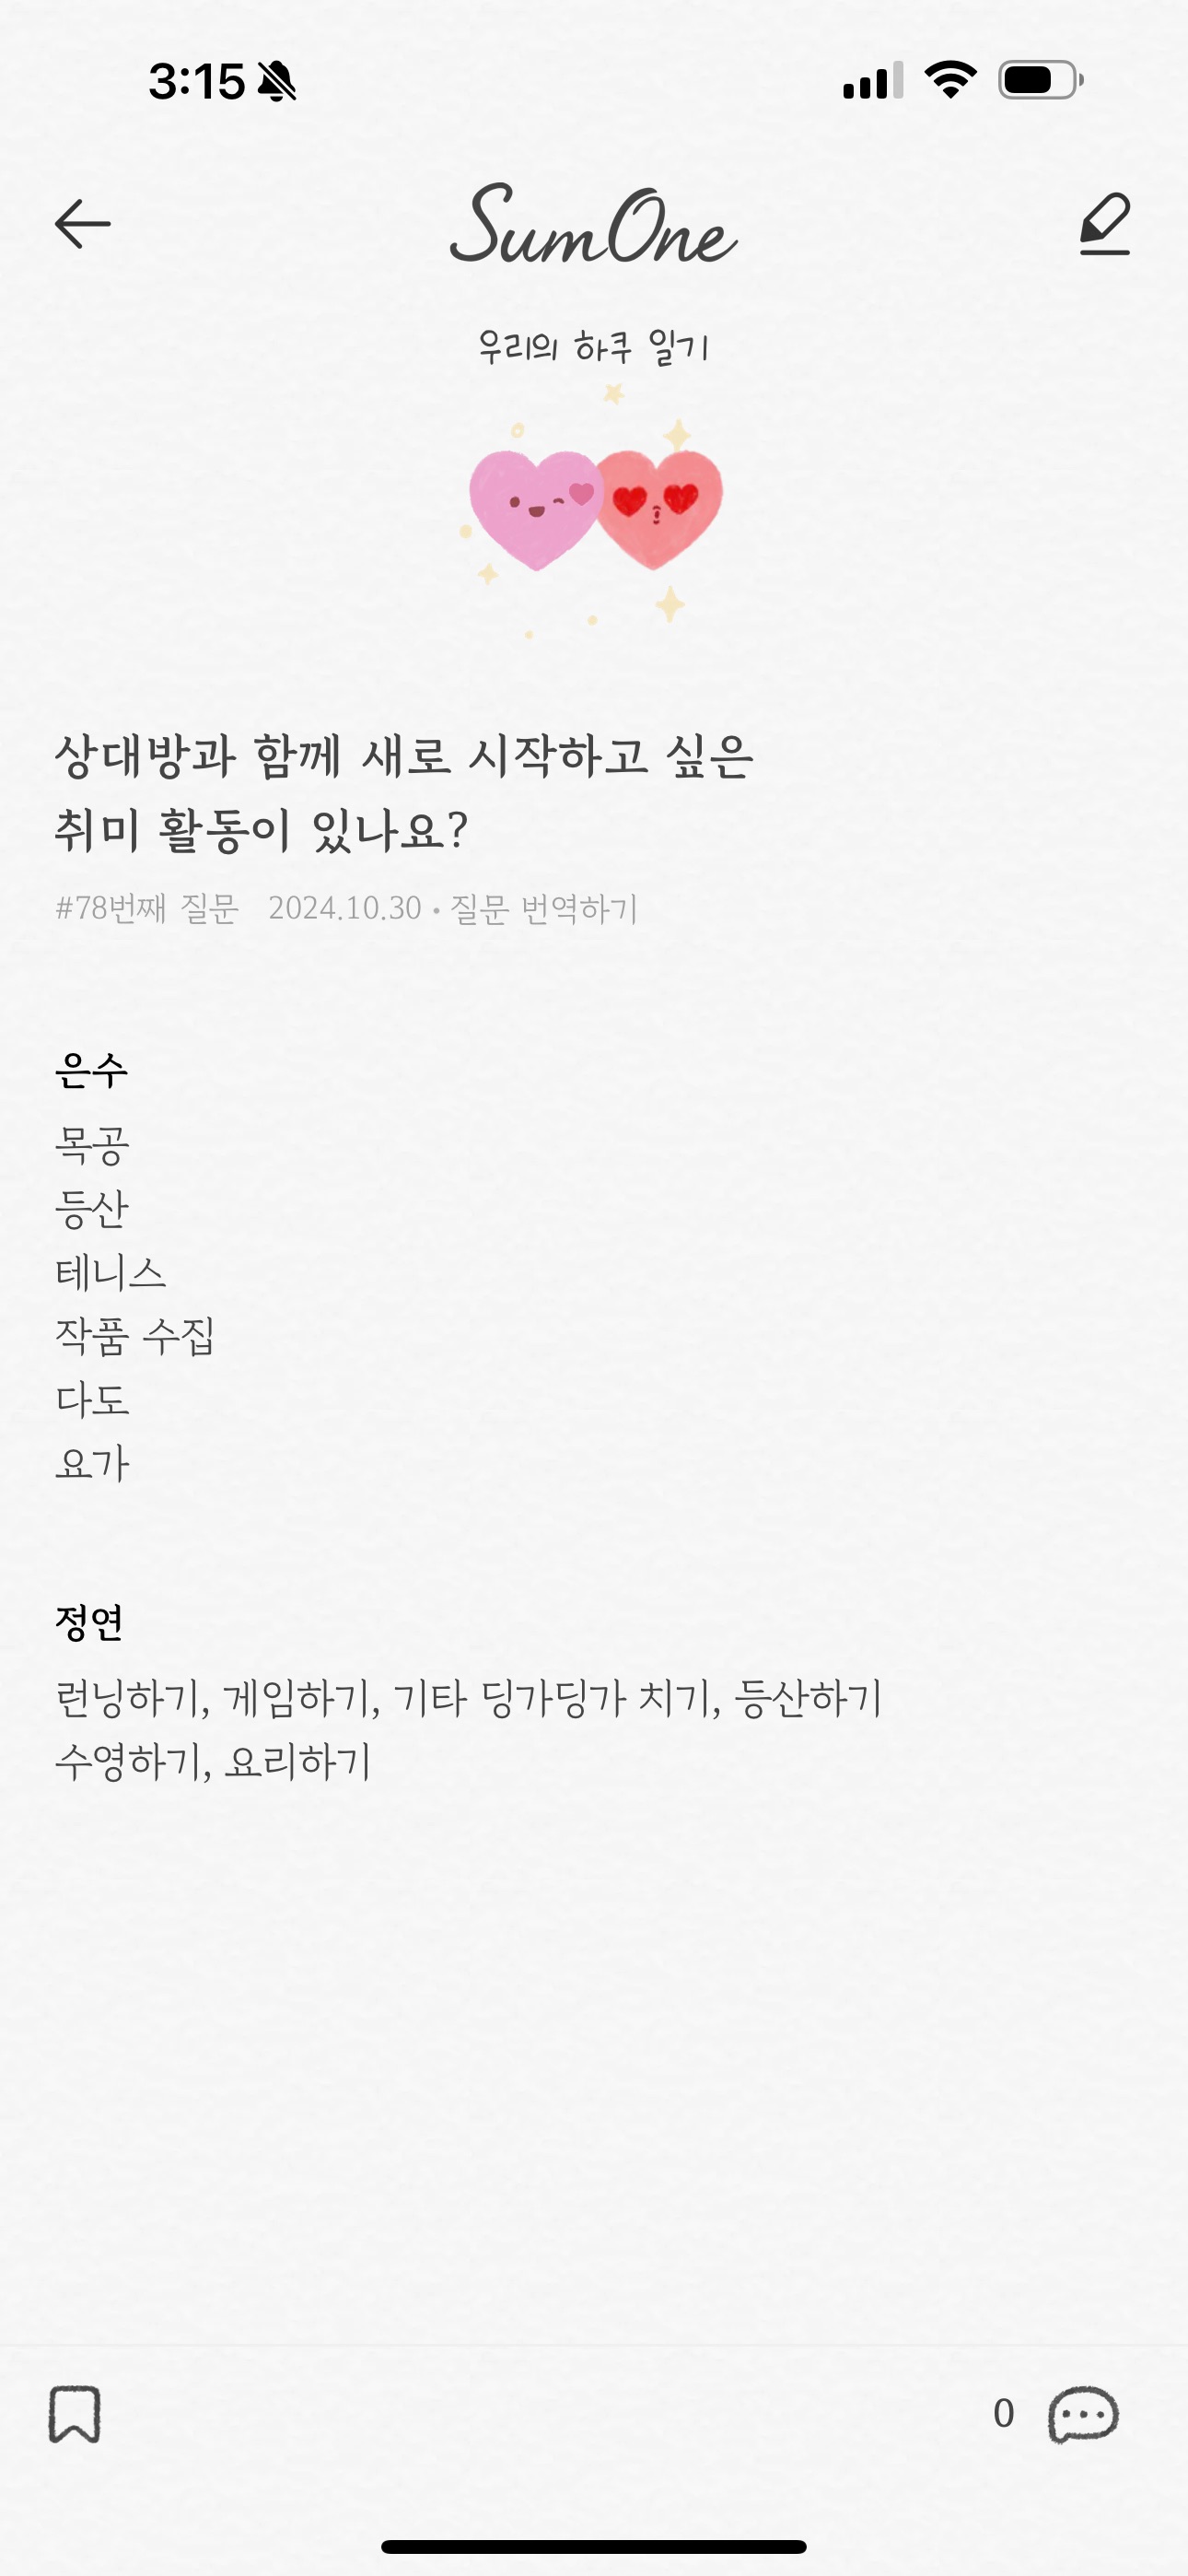 3:15
SumOne
우리의 하쿠 일기
상대방과 함께 새로 시작하고 싶은
취미 활동이 있나요?
#78번째 질문 2024.10.30 • 질문 번역하기
은수
목공
등산
테니스
작품 수집
다도
요가
정연
런닝하기, 게임하기, 기타 딩가딩가 치기, 등산하기
수영하기, 요리하기
0